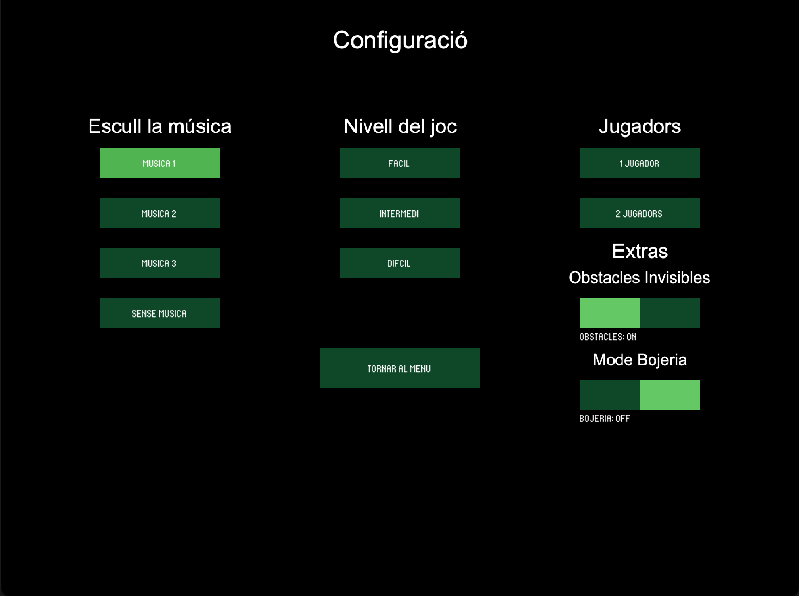 Configuració
Escull la música
MUSICA 1
MUSICA 2
MUSICA 3
SENSE MUSICA
Nivell del joc
FACIL
INTERMEDI
DIFCIL
TORNAR AL MENU
Jugadors
1 JUGADOR
2 JUGADORS
Extras
Obstacles Invisibles
OBSTACLES: ON
Mode Bojeria
BOJERIA: OFF